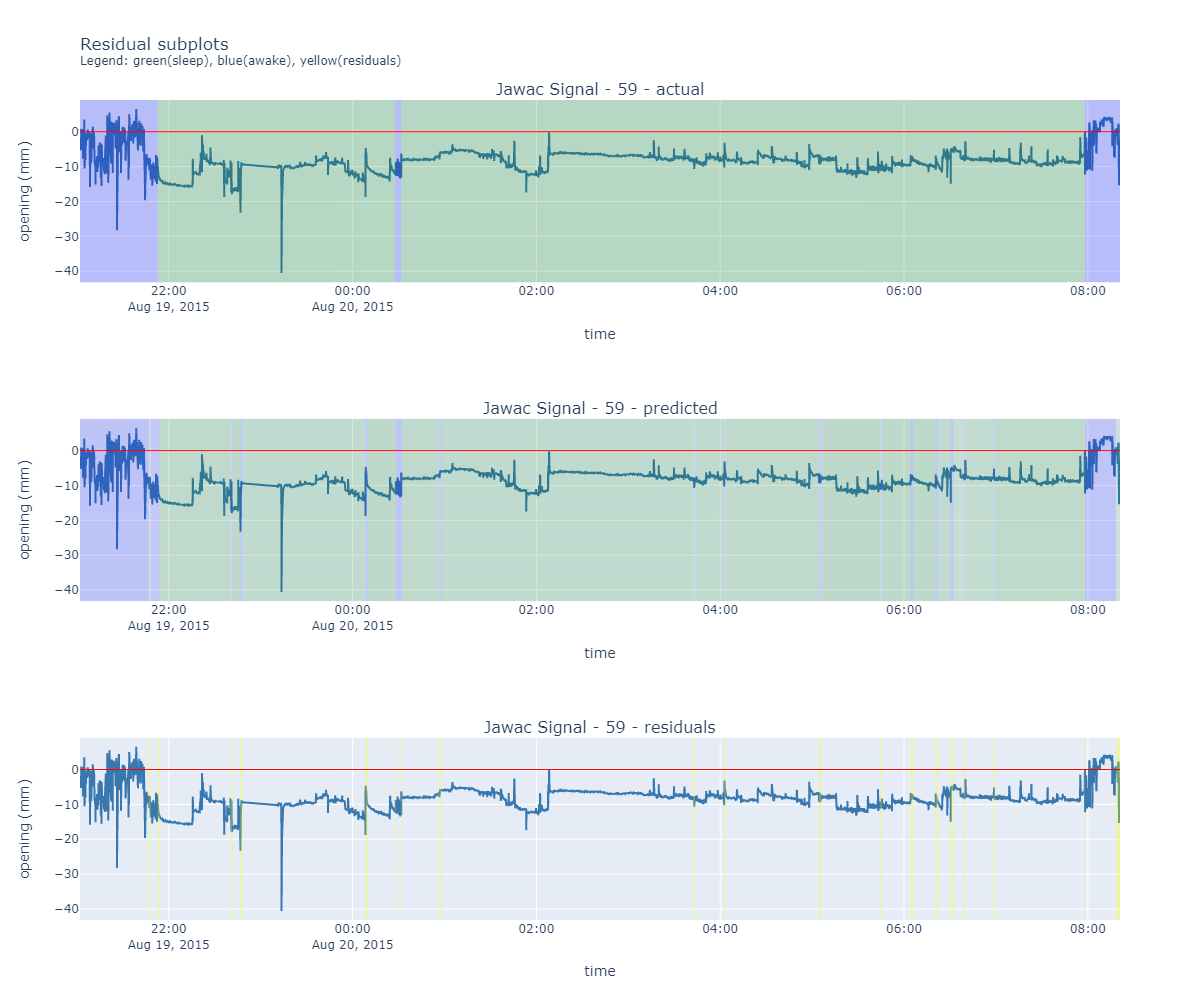 Residual subplots
Legend: green(sleep), blue(awake), yellow(residuals)
Jawac Signal - 59 - actual
opening (mm)
0
−10
−20
−30
−40
22:00
00:00
02:00
04:00
06:00
08:00
Aug 19, 2015
Aug 20, 2015
time
Jawac Signal - 59 - predicted
opening (mm)
0
−10
−20
−30
−40
22:00
00:00
02:00
04:00
06:00
08:00
Aug 19, 2015
Aug 20, 2015
time
Jawac Signal - 59 - residuals
opening (mm)
0
−10
−20
−30
−40
22:00
00:00
02:00
04:00
06:00
08:00
Aug 19, 2015
Aug 20, 2015
time